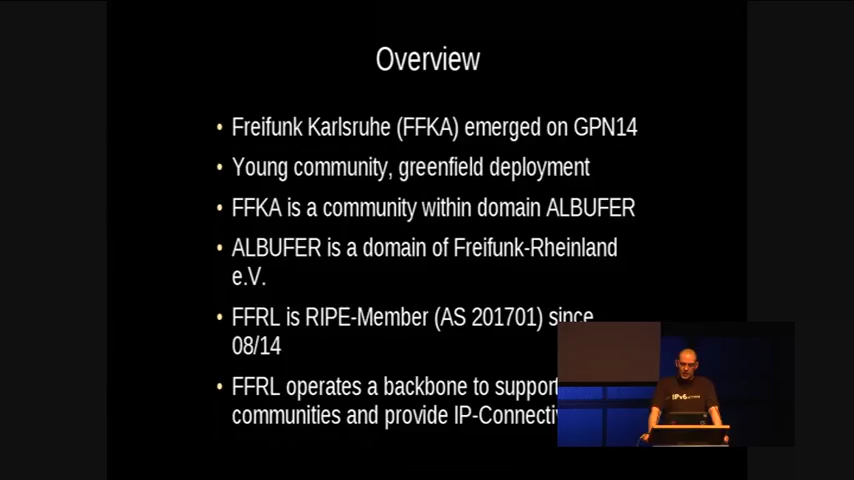 Overview
• Freifunk Karlsruhe (FFKA) emerged on GPN14
• Young community, greenfield deployment
• FFKA is a community within domain ALBUFER
• ALBUFER is a domain of Freifunk-Rheinland
e.V.
• FFRL is RIPE-Member (AS 201701) since
08/14
• FFRL operates a backbone to support
communities and provide
IPv6